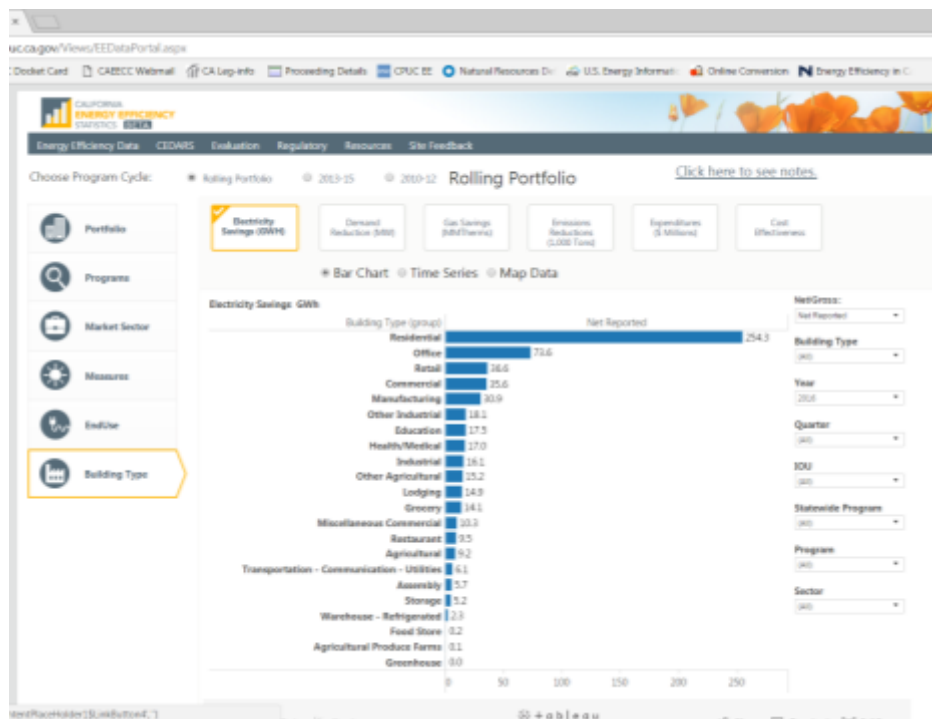 uc.ca.gov/Views/EEDataPortal.aspx
Docket Card CAEECC Webmail CA Leg-info Proceeding Details CPUC EE Natural Resources De U.S. Energy Informati Online Conversion Energy Efficiency in C
CALIFORNIA
ENERGY EFFICIENCY
STATISTICS BETA
Energy Efficiency Data CEDARS Evaluation Regulatory Resources Site Feedback
Choose Program Cycle: Rolling Portfolio 2013-15 2010-12 Rolling Portfolio Click here to see notes.
Portfolio
Programs
Market Sector
Measures
EndUse
Building Type
Electricity Savings (GWH)
Demand Reduction (MW)
Gas Savings (MMTherms)
Emissions Reductions (1,000 Tons)
Expenditures ($ Millions)
Cost Effectiveness
Bar Chart Time Series Map Data
Electricity Savings GWh
Building Type (group) Net Reported
Residential 254.3
Office 73.6
Retail 36.6
Commercial 35.6
Manufacturing 30.9
Other Industrial 18.1
Education 17.5
Health/Medical 17.0
Industrial 16.1
Other Agricultural 15.2
Lodging 14.9
Grocery 14.1
Miscellaneous Commercial 10.3
Restaurant 9.5
Agricultural 9.2
Transportation - Communication - Utilities 6.1
Assembly 5.7
Storage 5.2
Warehouse - Refrigerated 2.3
Food Store 0.2
Agricultural Produce Farms 0.1
Greenhouse 0.0
0 50 100 150 200 250
Net/Gross:
Net Reported
Building Type
(All)
Year
2016
Quarter
(All)
IOU
(All)
Statewide Program
(All)
Program
(All)
Sector
(All)
+ableau